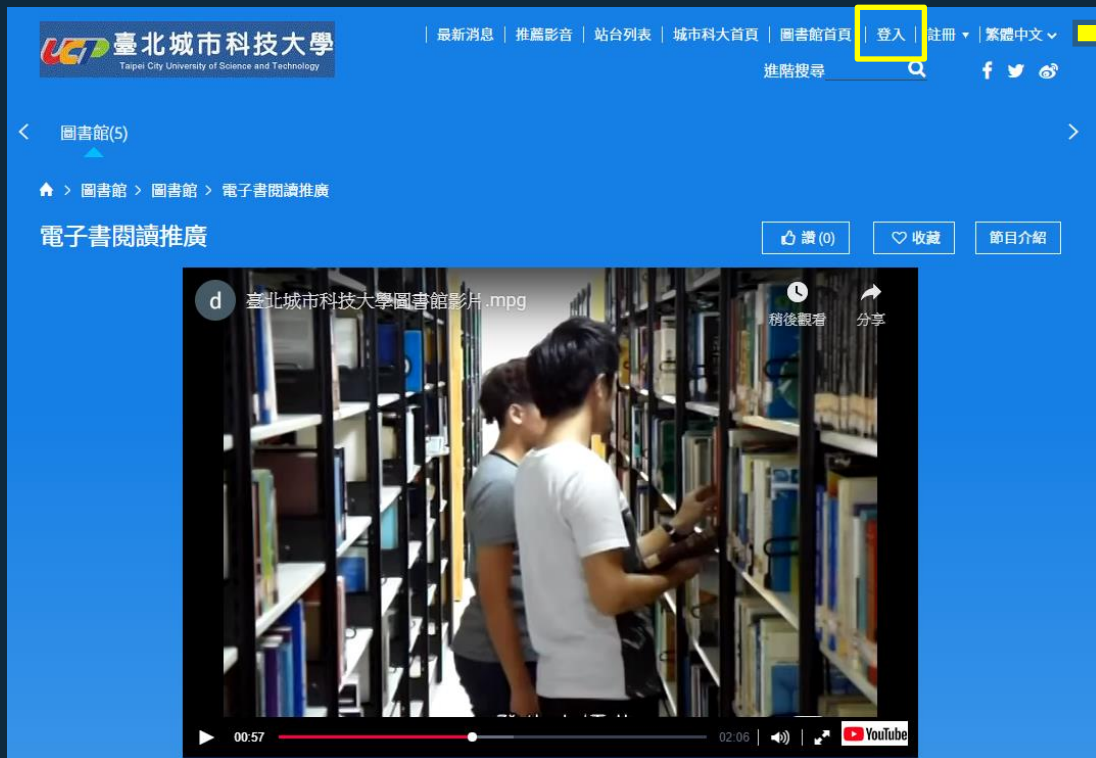 UCT 臺北城市科技大學
Taipei City University of Science and Technology
最新消息 | 推薦影音 | 站台列表 | 城市科大首頁 | 圖書館首頁 | 登入 | 註冊 | 繁體中文
進階搜尋
圖書館(5)
> 圖書館 > 圖書館 > 電子書閱讀推廣
電子書閱讀推廣
讚 (0)
收藏
節目介紹
d 臺北城市科技大學圖書館影片.mpg
稍後觀看 分享
00:57
02:06
YouTube